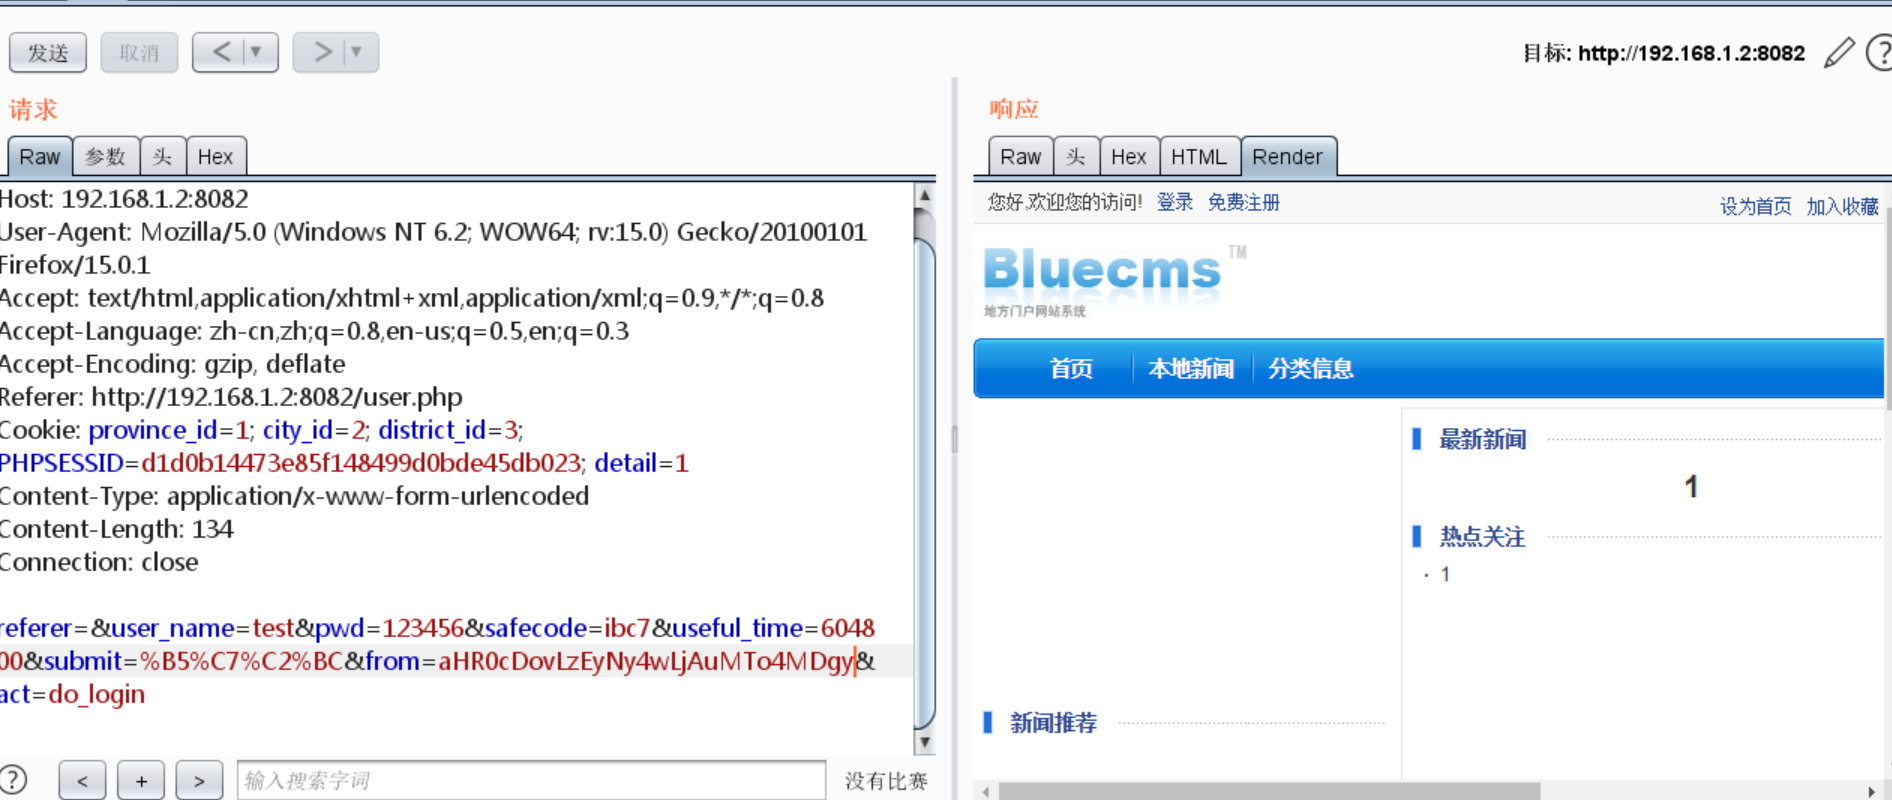 发送 取消 < >
目标: http://192.168.1.2:8082
请求
Raw 参数 头 Hex
Host: 192.168.1.2:8082
User-Agent: Mozilla/5.0 (Windows NT 6.2; WOW64; rv:15.0) Gecko/20100101
Firefox/15.0.1
Accept: text/html,application/xhtml+xml,application/xml;q=0.9,*/*;q=0.8
Accept-Language: zh-cn,zh;q=0.8,en-us;q=0.5,en;q=0.3
Accept-Encoding: gzip, deflate
Referer: http://192.168.1.2:8082/user.php
Cookie: province_id=1; city_id=2; district_id=3;
PHPSESSID=d1d0b14473e85f148499d0bde45db023; detail=1
Content-Type: application/x-www-form-urlencoded
Content-Length: 134
Connection: close
referer=&user_name=test&pwd=123456&safecode=ibc7&useful_time=6048
00&submit=%B5%C7%C2%BC&from=aHR0cDovLzEyNy4wLjAuMTo4MDgy&
act=do_login
? < + > 输入搜索字词 没有比赛
响应
Raw 头 Hex HTML Render
您好,欢迎您的访问! 登录 免费注册
设为首页 加入收藏
Bluecms TM
地方门户网站系统
首页 本地新闻 分类信息
最新新闻
1
热点关注
· 1
新闻推荐